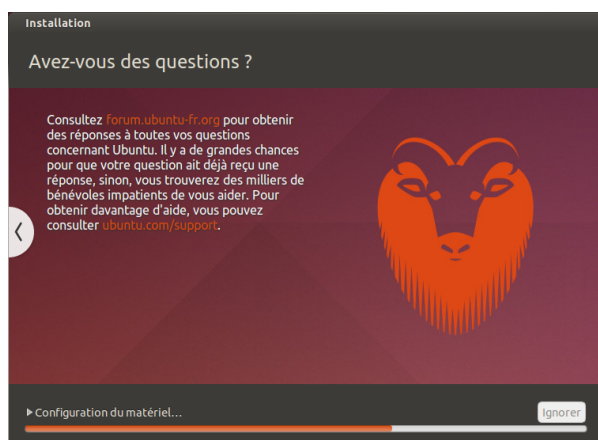 Installation
Avez-vous des questions ?
Consultez forum.ubuntu-fr.org pour obtenir
des réponses à toutes vos questions
concernant Ubuntu. Il y a de grandes chances
pour que votre question ait déjà reçu une
réponse, sinon, vous trouverez des milliers de
bénévoles impatients de vous aider. Pour
obtenir davantage d'aide, vous pouvez
consulter ubuntu.com/support.
Configuration du matériel...
Ignorer